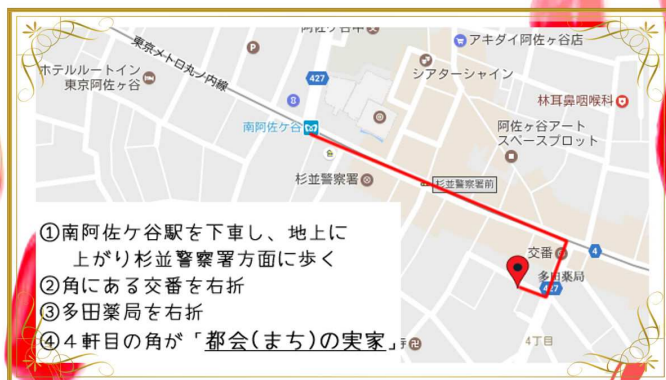 阿佐ヶ谷中
アキダイ阿佐ヶ谷店
東京メトロ丸ノ内線
シアターシャイン
ホテルルートイン
東京阿佐ヶ谷
427
林耳鼻咽喉科
南阿佐ケ谷
阿佐ヶ谷アート
スペースプロット
杉並警察署
杉並警察署前
①南阿佐ケ谷駅を下車し、地上に
上がり杉並警察署方面に歩く
②角にある交番を右折
③多田薬局を右折
④４軒目の角が「都会(まち)の実家」
交番
4
多田薬局
427
4丁目